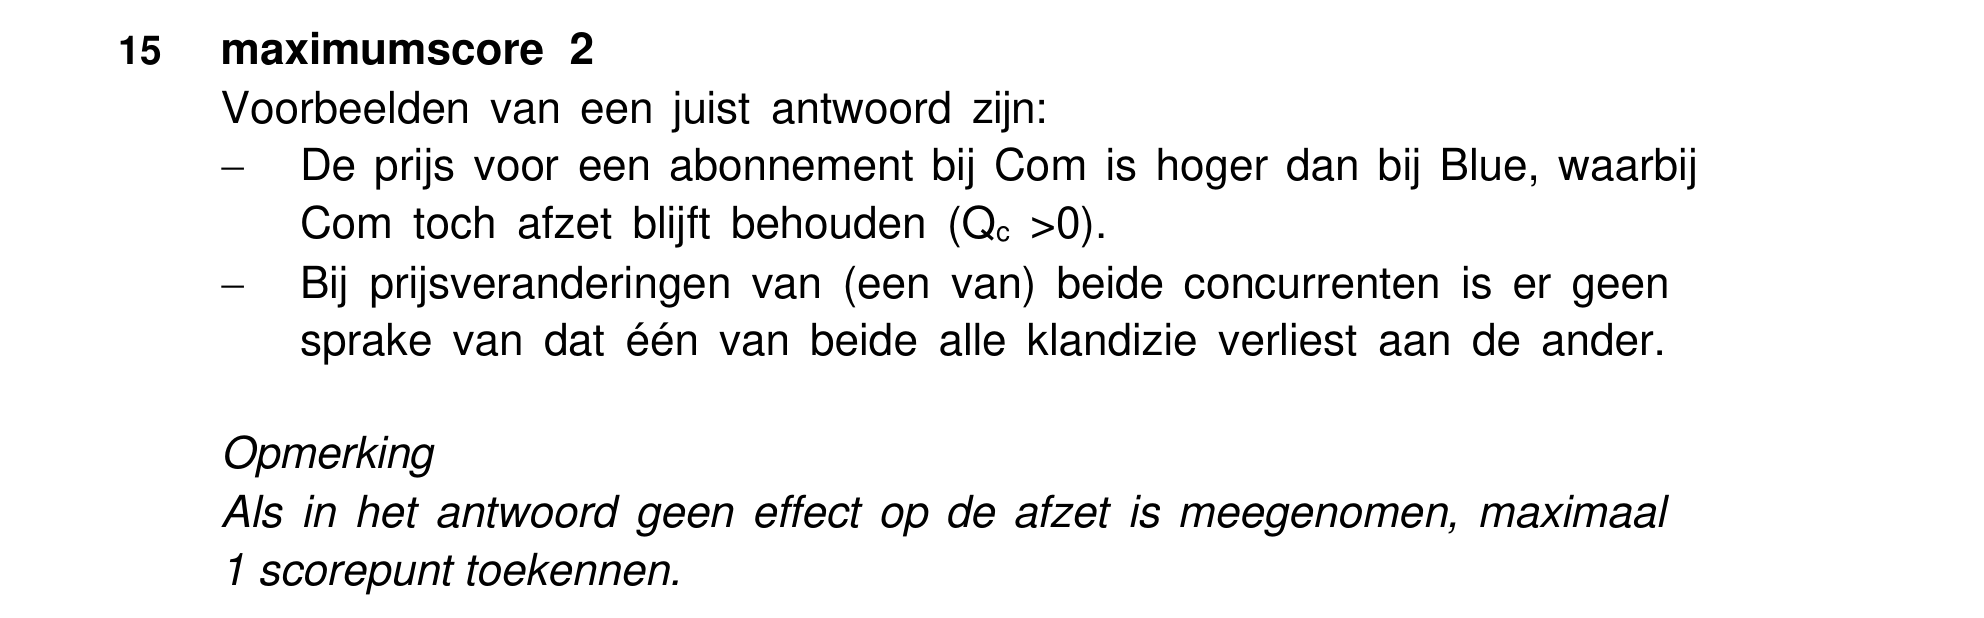 15 maximumscore 2
Voorbeelden van een juist antwoord zijn:
– De prijs voor een abonnement bij Com is hoger dan bij Blue, waarbij
Com toch afzet blijft behouden (Qc >0).
– Bij prijsveranderingen van (een van) beide concurrenten is er geen
sprake van dat één van beide alle klandizie verliest aan de ander.
Opmerking
Als in het antwoord geen effect op de afzet is meegenomen, maximaal
1 scorepunt toekennen.